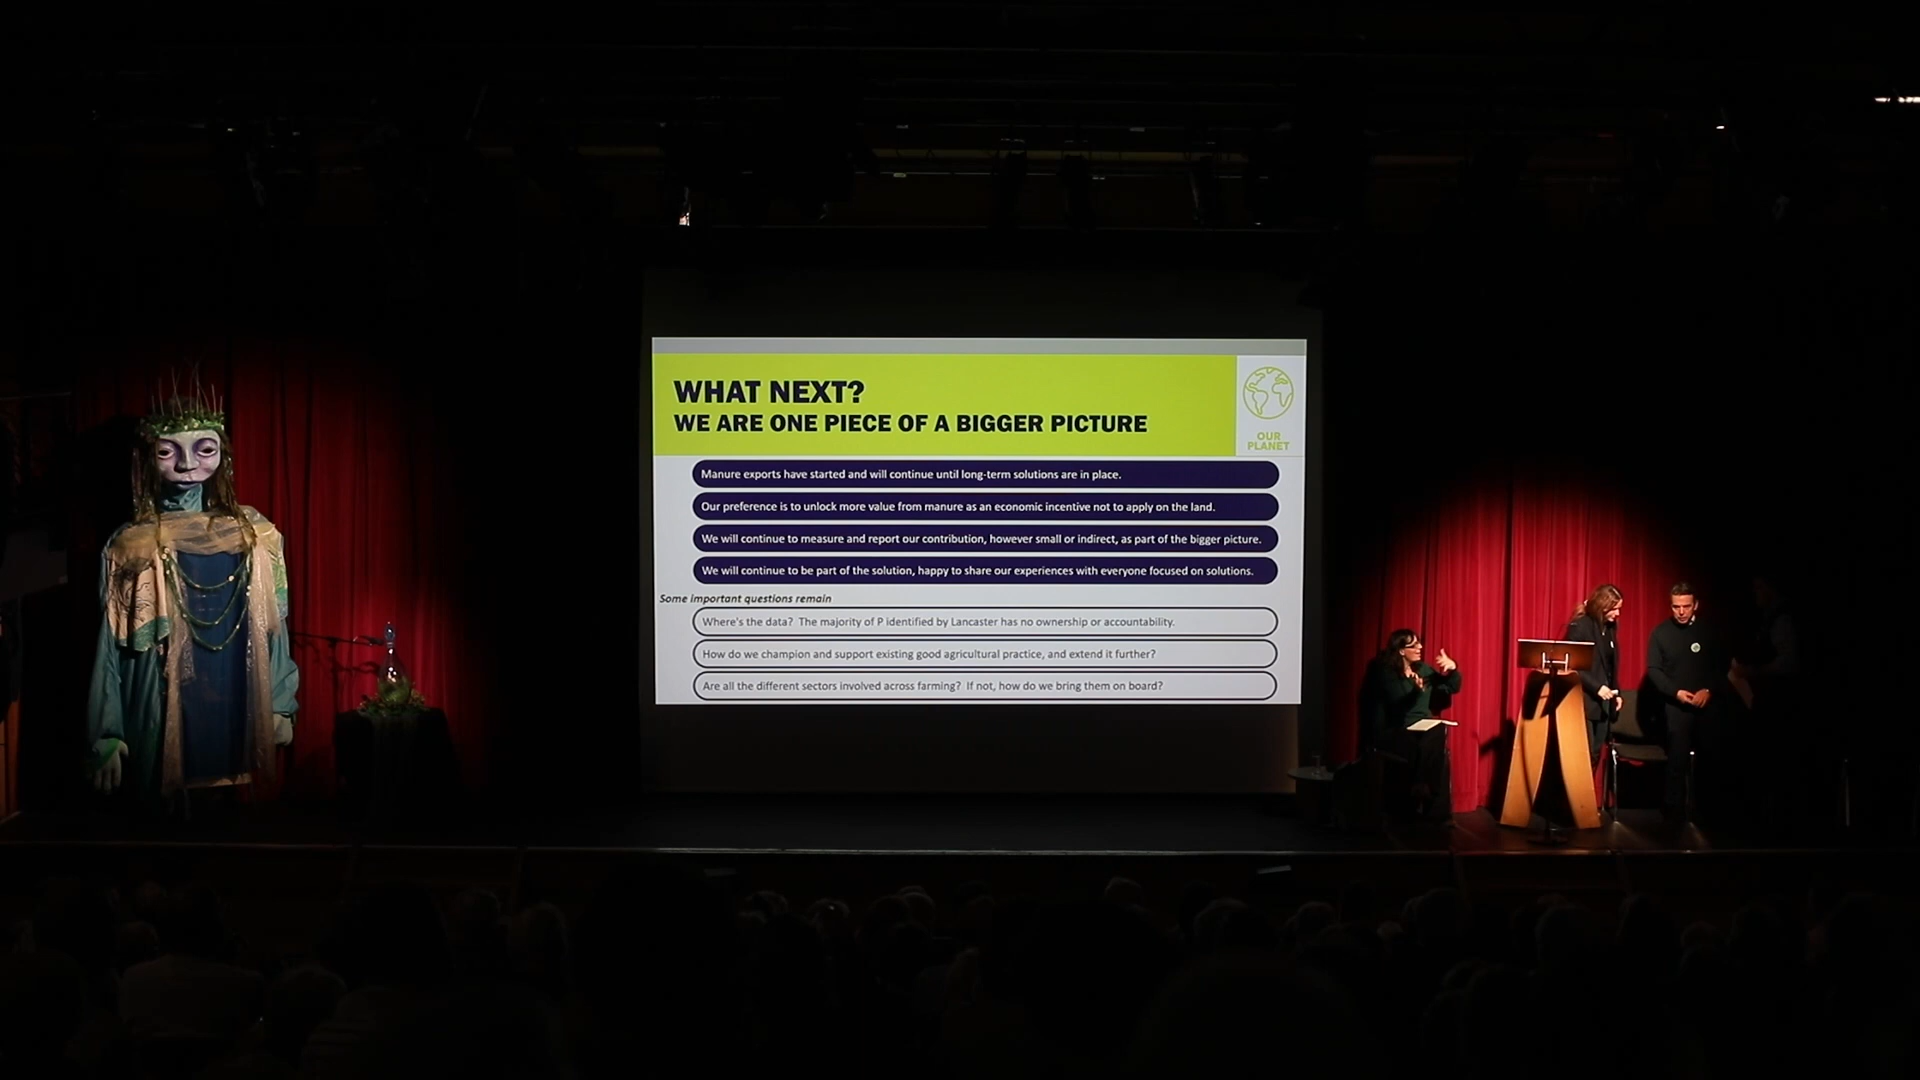 WHAT NEXT?
WE ARE ONE PIECE OF A BIGGER PICTURE
OUR
PLANET
Manure exports have started and will continue until long-term solutions are in place.
Our preference is to unlock more value from manure as an economic incentive not to apply on the land.
We will continue to measure and report our contribution, however small or indirect, as part of the bigger picture.
We will continue to be part of the solution, happy to share our experiences with everyone focused on solutions.
Some important questions remain
Where's the data? The majority of P identified by Lancaster has no ownership or accountability.
How do we champion and support existing good agricultural practice, and extend it further?
Are all the different sectors involved across farming? If not, how do we bring them on board?